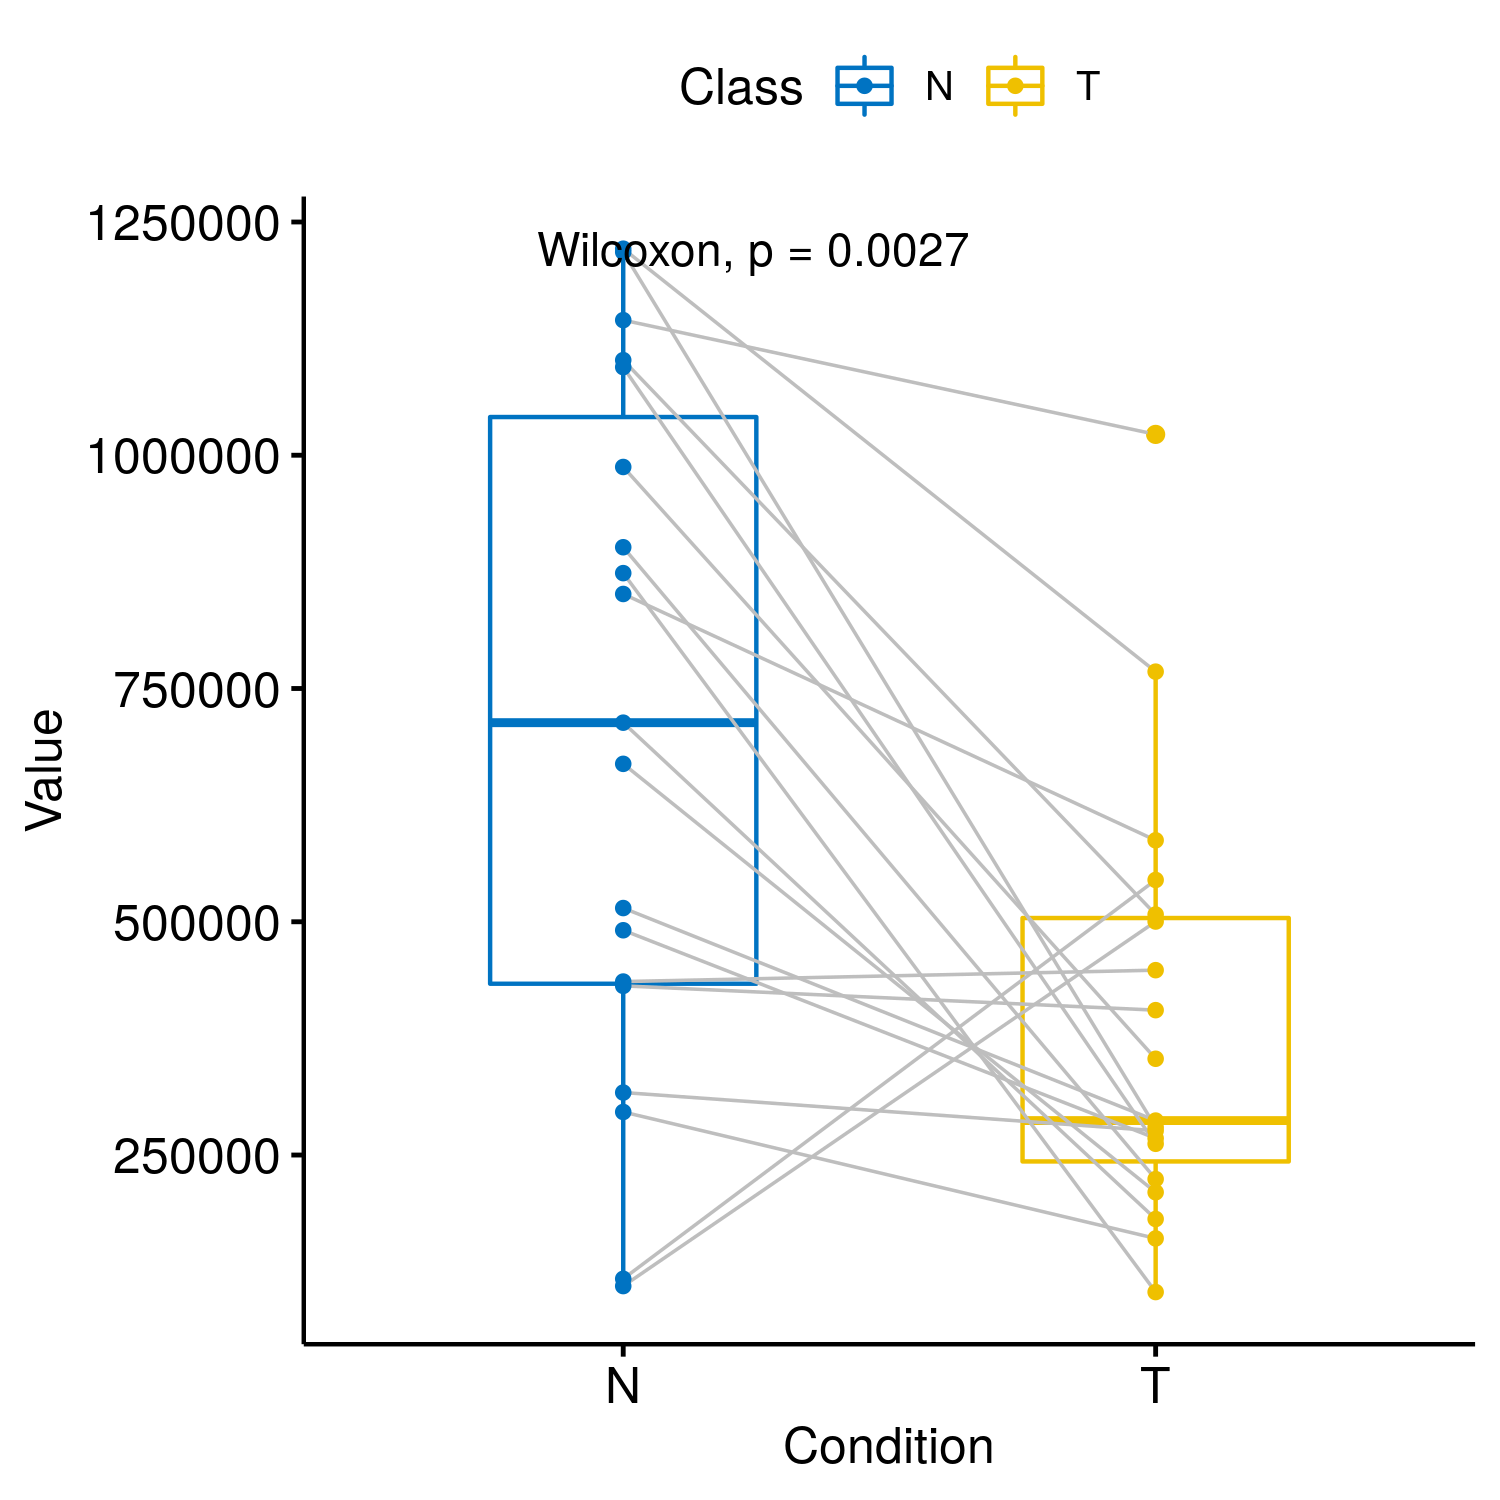 Class N T
1250000
Wilcoxon, p = 0.0027
1000000
750000
500000
250000
Value
N T
Condition